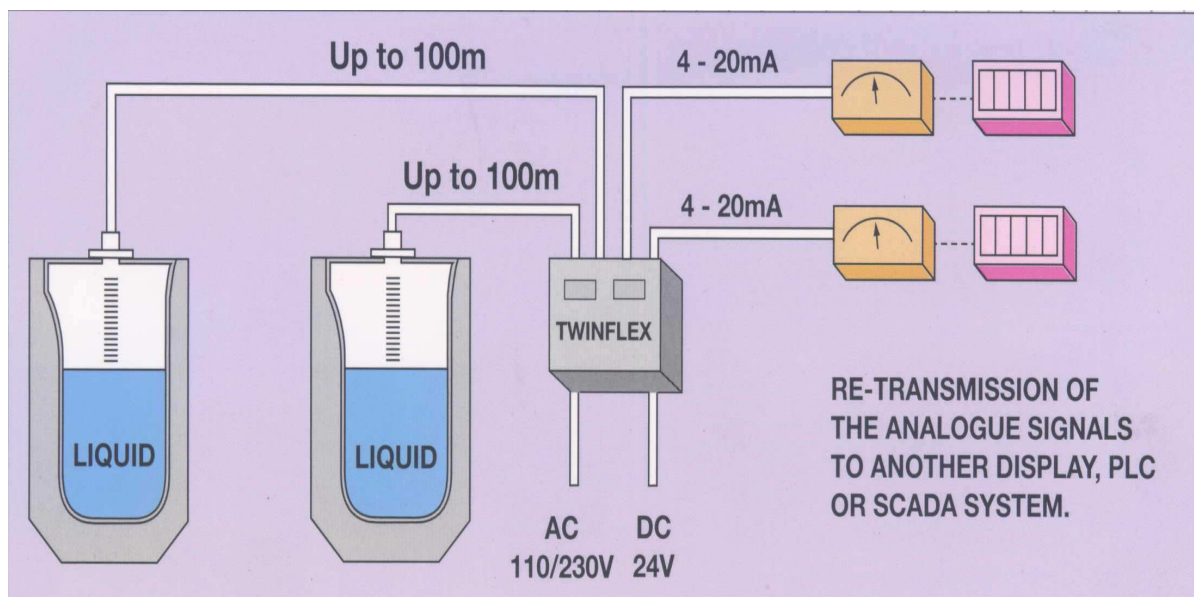 Up to 100m
4 - 20mA
Up to 100m
4 - 20mA
TWINFLEX
LIQUID
LIQUID
RE-TRANSMISSION OF
THE ANALOGUE SIGNALS
TO ANOTHER DISPLAY, PLC
OR SCADA SYSTEM.
AC
110/230V
DC
24V